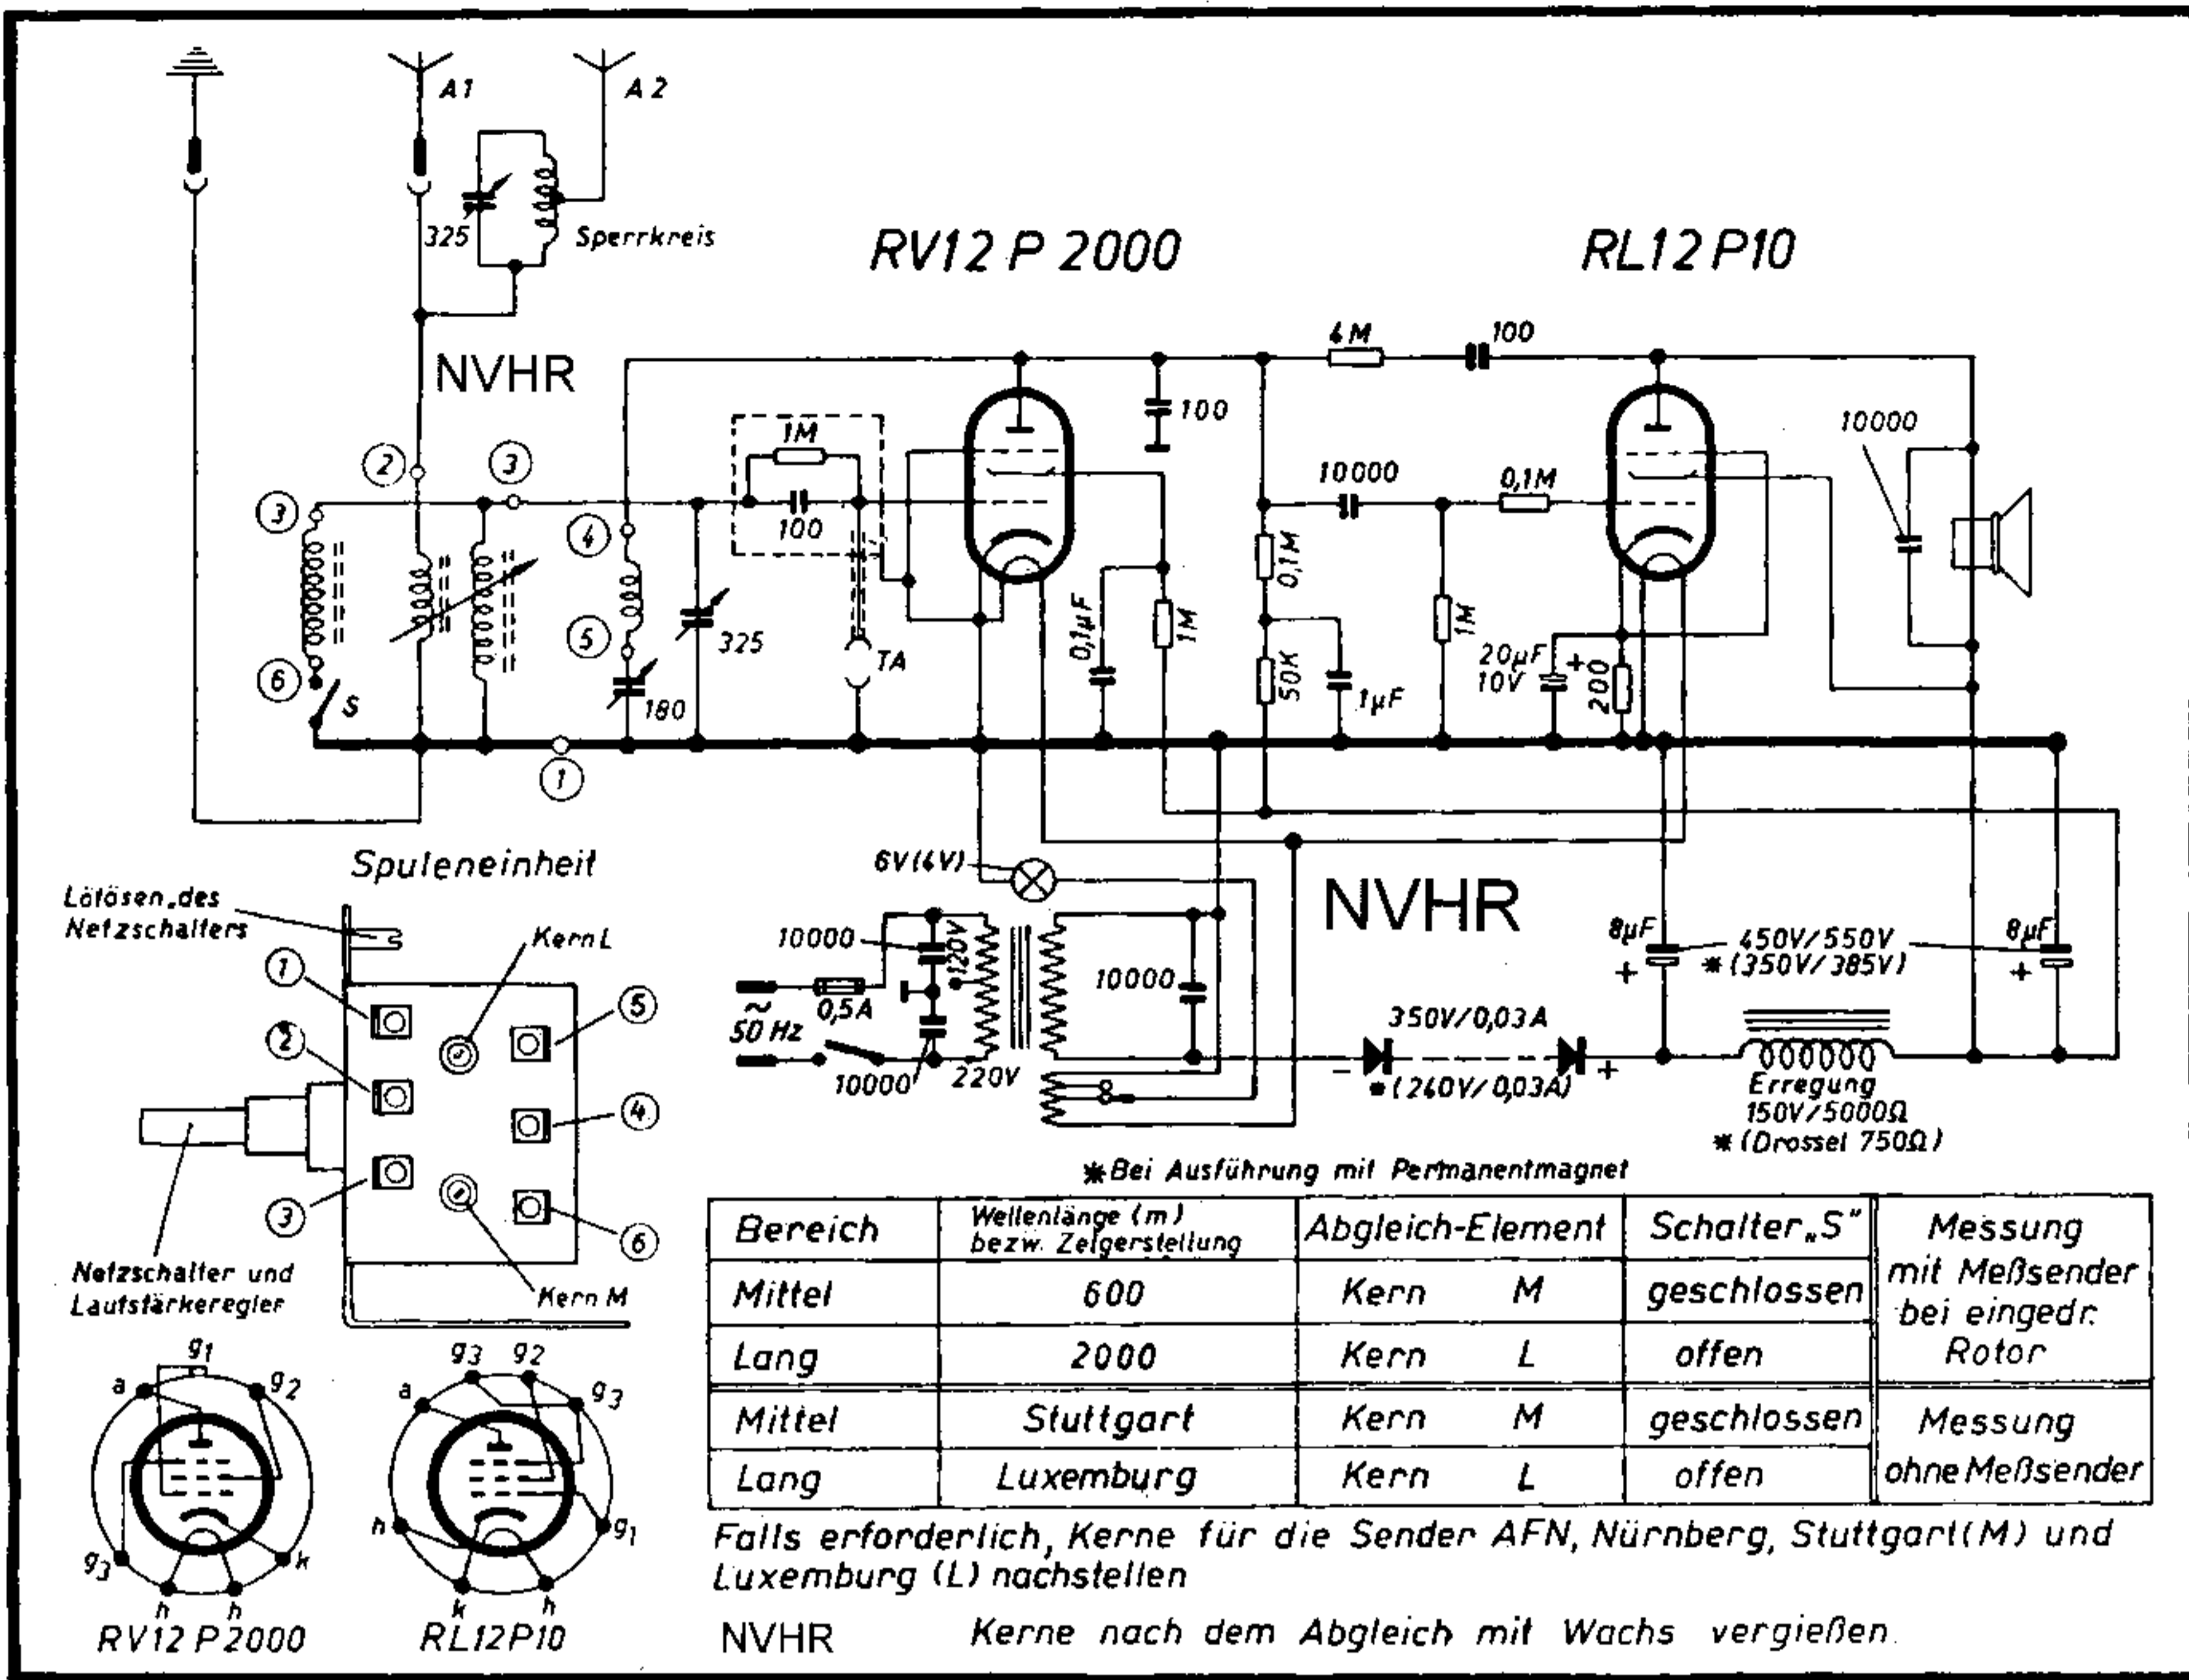 A1
A2
325
Sperrkreis
RV12 P 2000
RL12 P10
NVHR
4M
100
100
10000
1M
100
2
3
3
4
5
6
S
180
325
TA
10000
0,1M
0,1M
0,1µF
1M
50K
1µF
1M
20µF
10V
+
200
1
Spuleneinheit
Lötösen des
Netzschalters
Kern L
1
2
3
5
4
6
Netzschalter und
Lautstärkeregler
Kern M
6V(4V)
NVHR
10000
120V
0,5A
~
50 Hz
10000
220V
10000
350V/0,03A
–
+
*(240V/0,03A)
8µF
+
450V/550V
*(350V/385V)
8µF
+
Erregung
150V/5000Ω
*(Drossel 750Ω)
*Bei Ausführung mit Permanentmagnet
Bereich
Wellenlänge (m)
bezw. Zeigerstellung
Abgleich-Element
Schalter „S"
Messung
mit Meßsender
bei eingedr.
Rotor
Mittel 600 Kern M geschlossen
Lang 2000 Kern L offen
Mittel Stuttgart Kern M geschlossen
Lang Luxemburg Kern L offen
Messung
ohne Meßsender
Falls erforderlich, Kerne für die Sender AFN, Nürnberg, Stuttgart(M) und
Luxemburg (L) nachstellen
NVHR
Kerne nach dem Abgleich mit Wachs vergießen.
g1
a
g2
g3
k
h
h
RV12 P2000
g3
g2
a
g3
h
g1
k
h
RL12P10